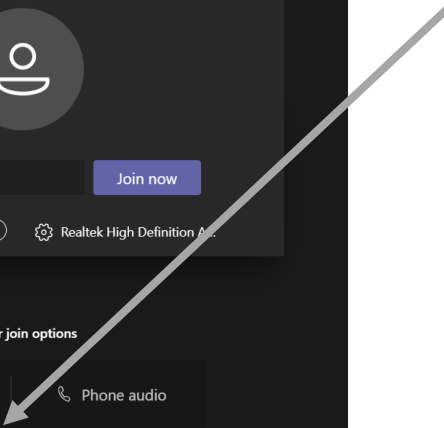 Join now
Realtek High Definition A...
r join options
Phone audio